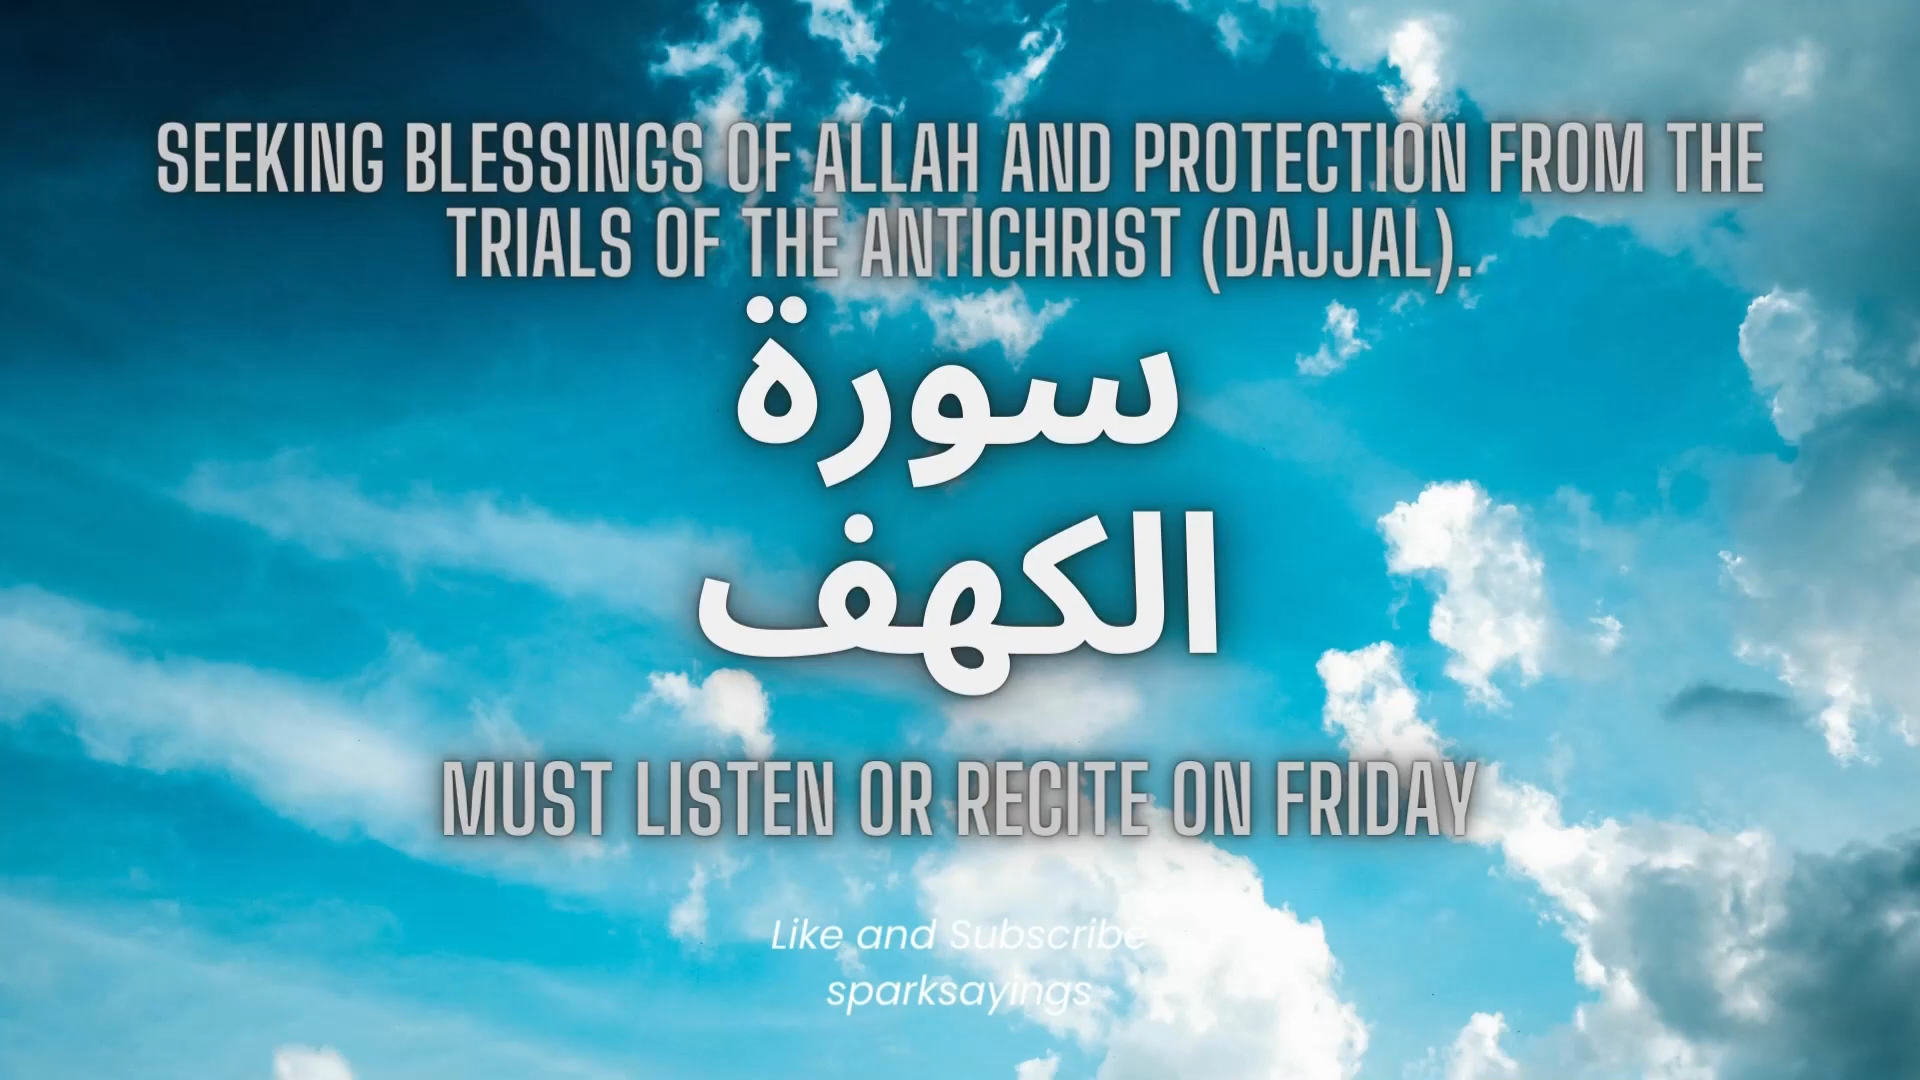 SEEKING BLESSINGS OF ALLAH AND PROTECTION FROM THE
TRIALS OF THE ANTICHRIST (DAJJAL).
سورة
الكهف
MUST LISTEN OR RECITE ON FRIDAY
Like and Subscribe
sparksayings